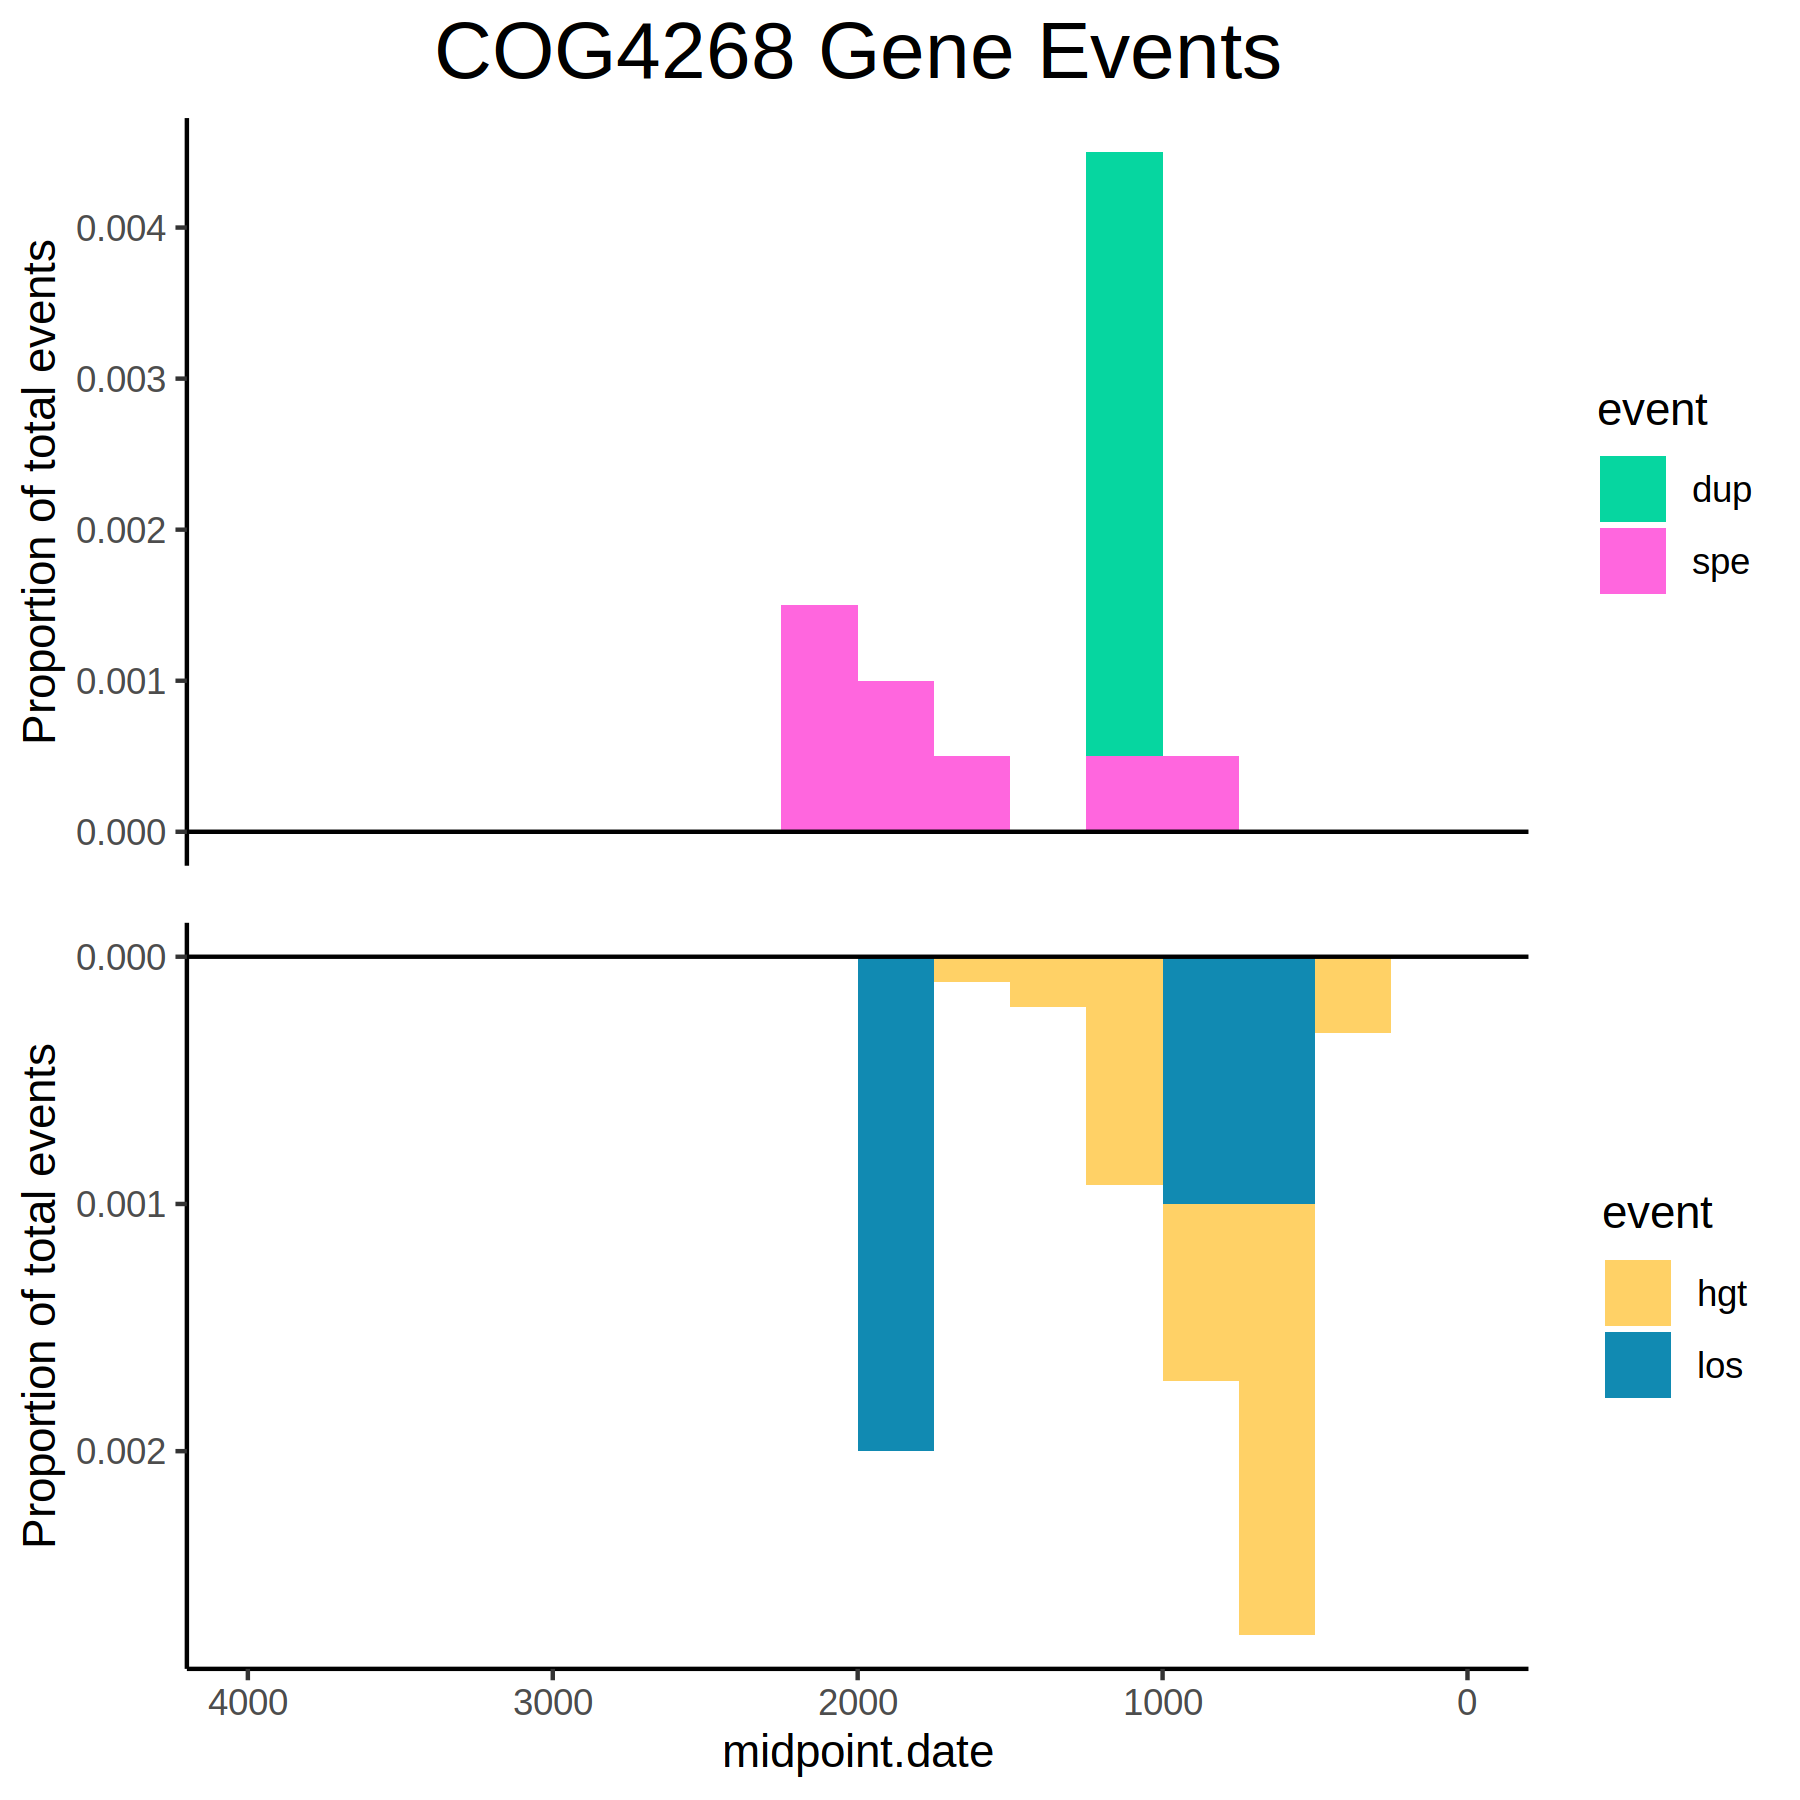 COG4268 Gene Events
Proportion of total events
0.004
0.003
0.002
0.001
0.000
event
dup
spe
Proportion of total events
0.000
0.001
0.002
event
hgt
los
4000 3000 2000 1000 0
midpoint.date